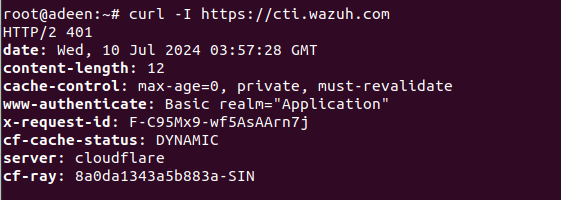 root@adeen:~# curl -I https://cti.wazuh.com
HTTP/2 401
date: Wed, 10 Jul 2024 03:57:28 GMT
content-length: 12
cache-control: max-age=0, private, must-revalidate
www-authenticate: Basic realm="Application"
x-request-id: F-C95Mx9-wf5AsAArn7j
cf-cache-status: DYNAMIC
server: cloudflare
cf-ray: 8a0da1343a5b883a-SIN